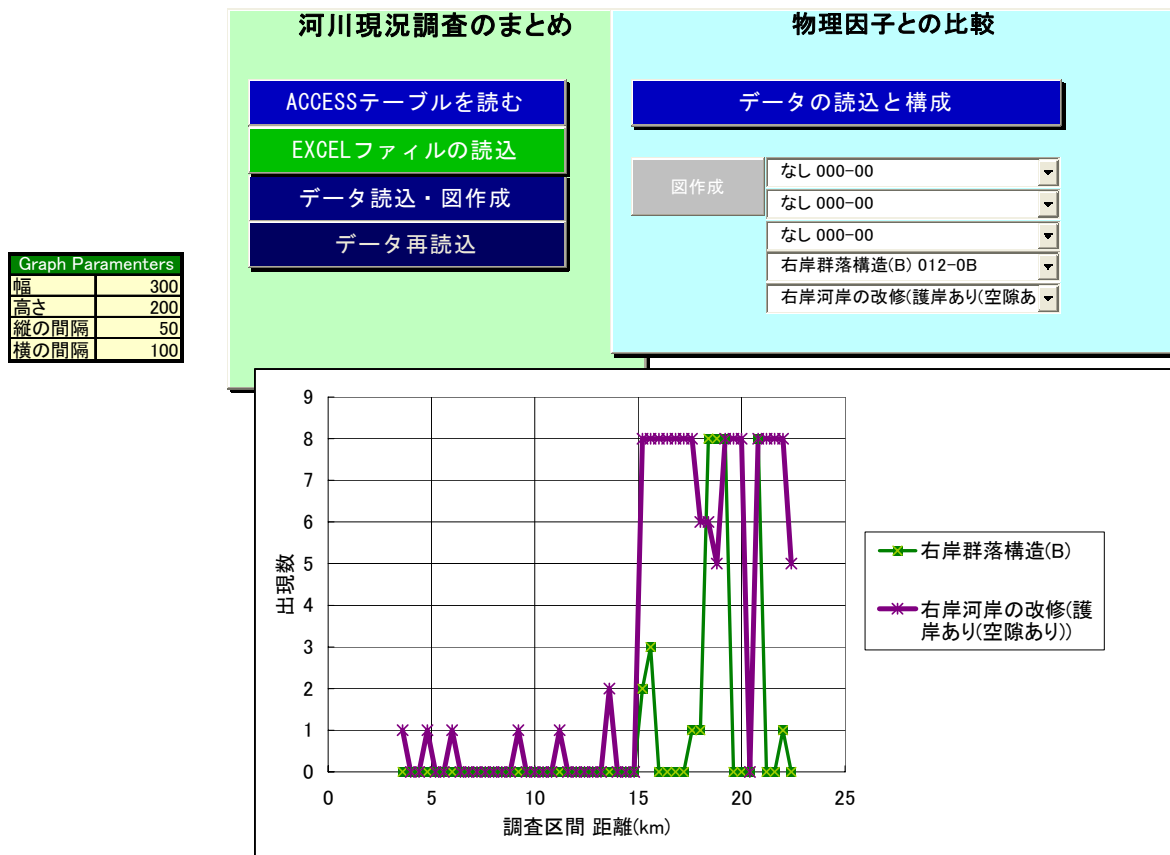 河川現況調査のまとめ
ACCESSテーブルを読む
EXCELファィルの読込
データ読込・図作成
データ再読込
物理因子との比較
データの読込と構成
図作成
なし 000-00
なし 000-00
なし 000-00
右岸群落構造(B) 012-0B
右岸河岸の改修(護岸あり(空隙あ
Graph Paramenters
幅 300
高さ 200
縦の間隔 50
横の間隔 100
9
8
7
6
5
4
3
2
1
0
出現数
0 5 10 15 20 25
調査区間 距離(km)
右岸群落構造(B)
右岸河岸の改修(護
岸あり(空隙あり))